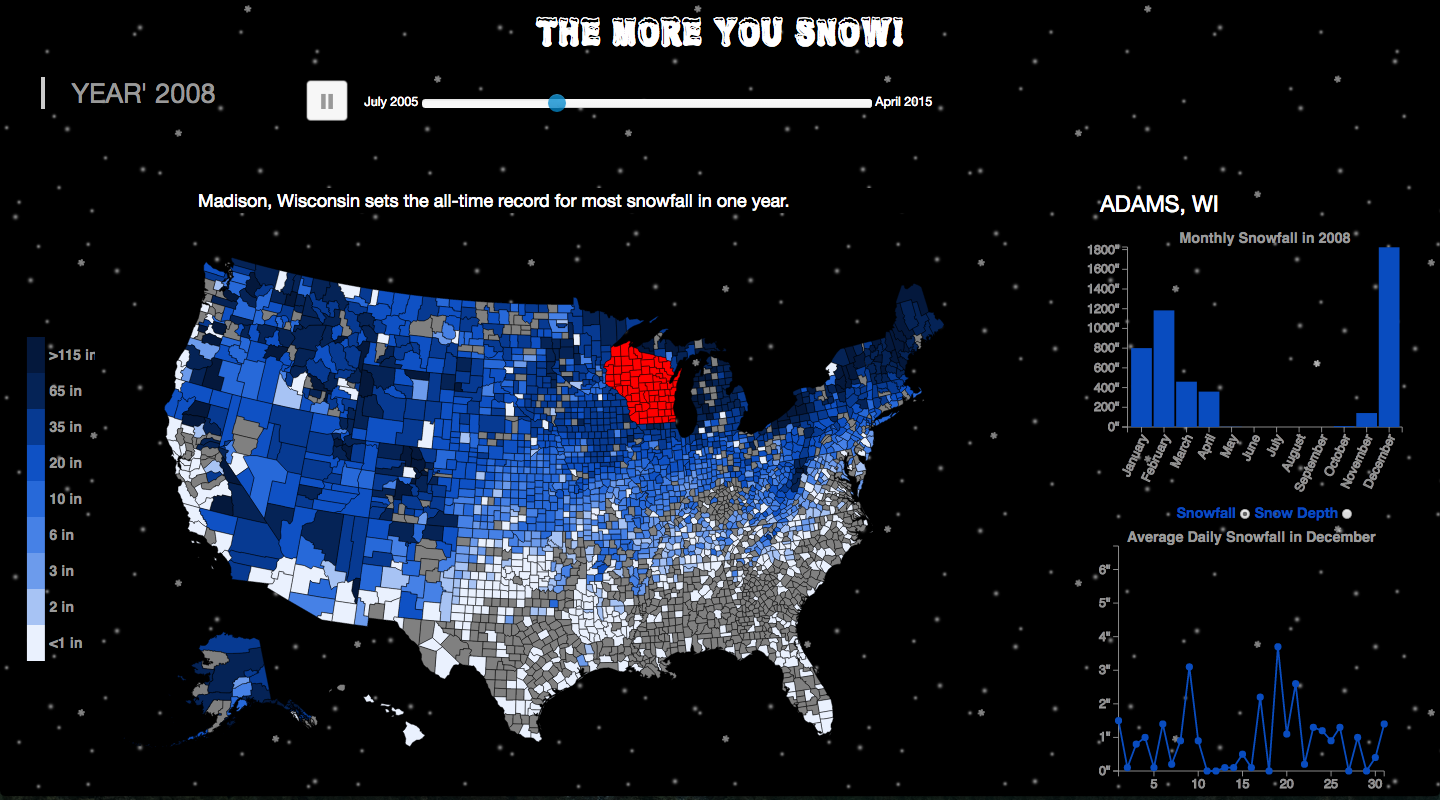 THE MORE YOU SNOW!
YEAR' 2008
July 2005
April 2015
Madison, Wisconsin sets the all-time record for most snowfall in one year.
>115 in
65 in
35 in
20 in
10 in
6 in
3 in
2 in
<1 in
ADAMS, WI
Monthly Snowfall in 2008
1800"
1600"
1400"
1200"
1000"
800"
600"
400"
200"
0"
January
February
March
April
May
June
July
August
September
October
November
December
Snowfall Snow Depth
Average Daily Snowfall in December
6"
5"
4"
3"
2"
1"
0"
5 10 15 20 25 30